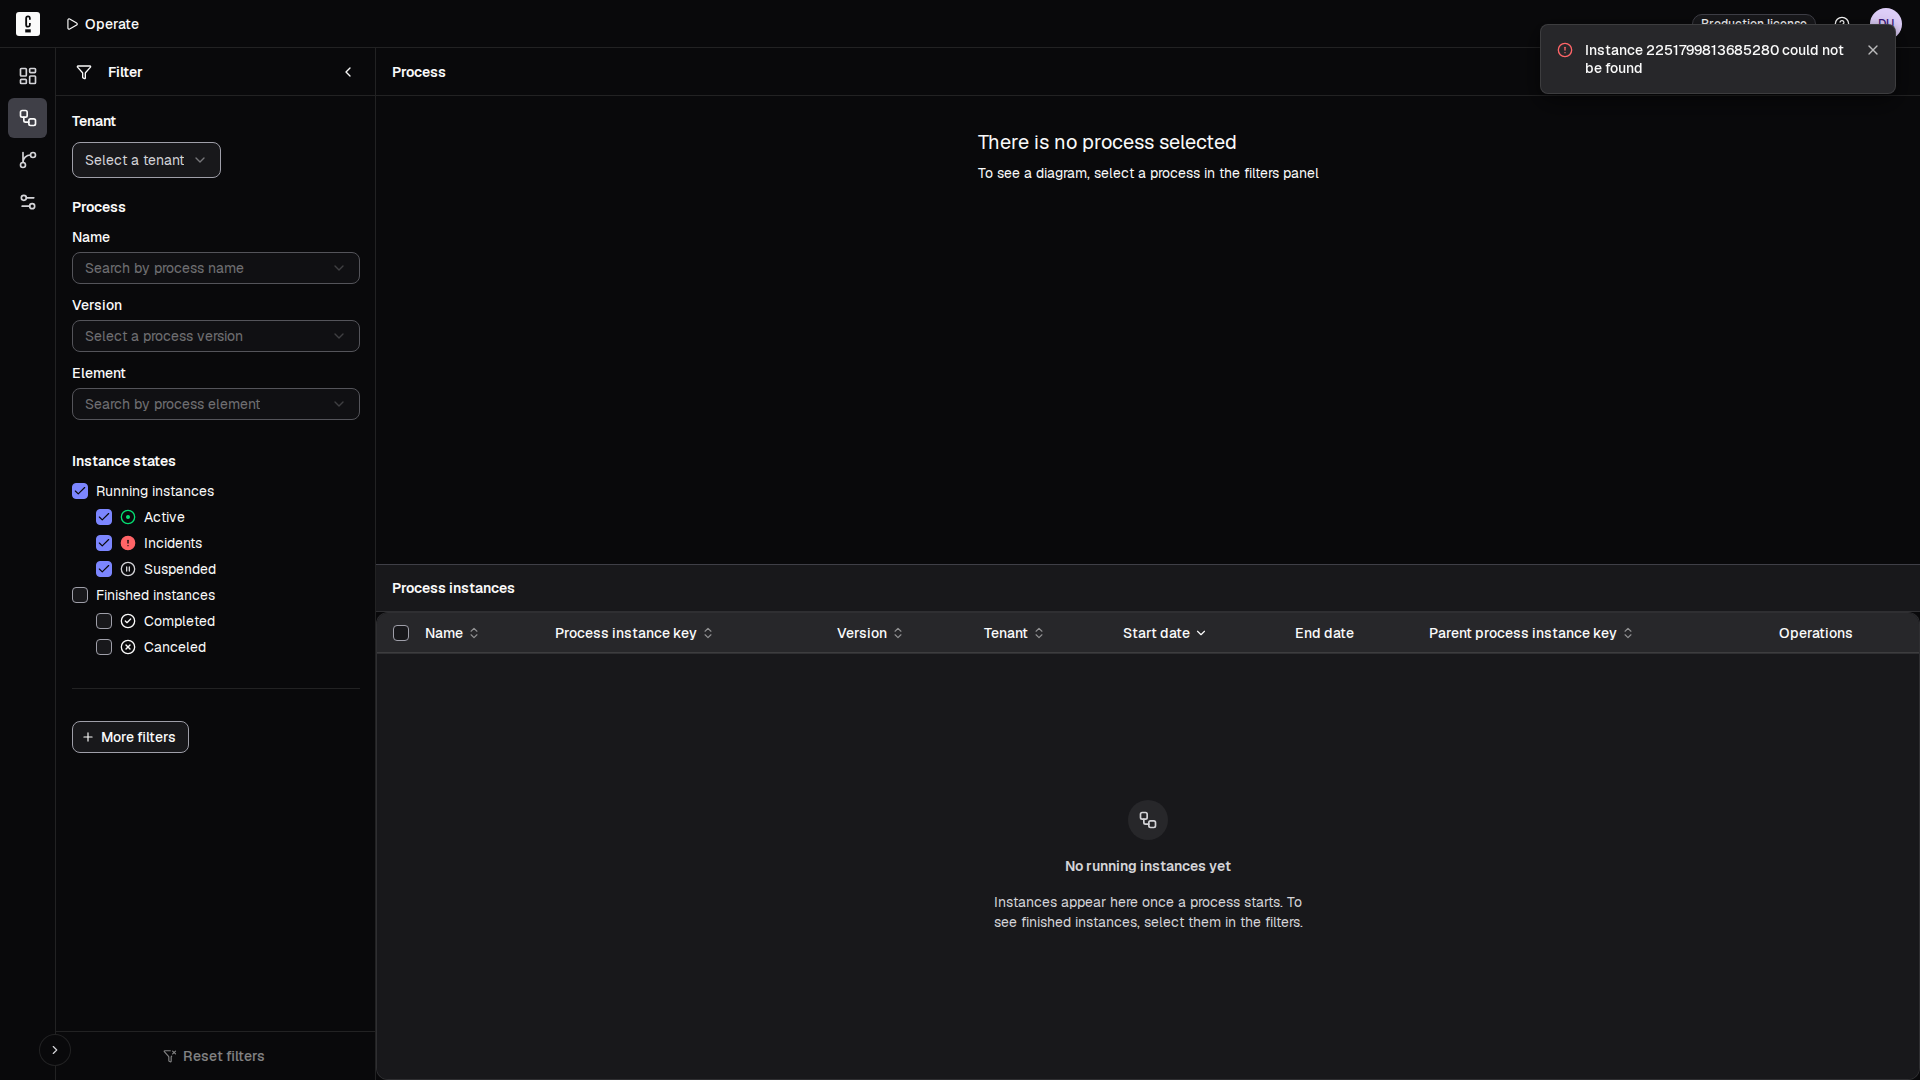 Operate
Production license
Instance 2251799813685280 could not
be found
Filter
Process
Tenant
Select a tenant
Process
Name
Search by process name
Version
Select a process version
Element
Search by process element
Instance states
Running instances
Active
Incidents
Suspended
Finished instances
Completed
Canceled
More filters
Reset filters
There is no process selected
To see a diagram, select a process in the filters panel
Process instances
Name
Process instance key
Version
Tenant
Start date
End date
Parent process instance key
Operations
No running instances yet
Instances appear here once a process starts. To
see finished instances, select them in the filters.